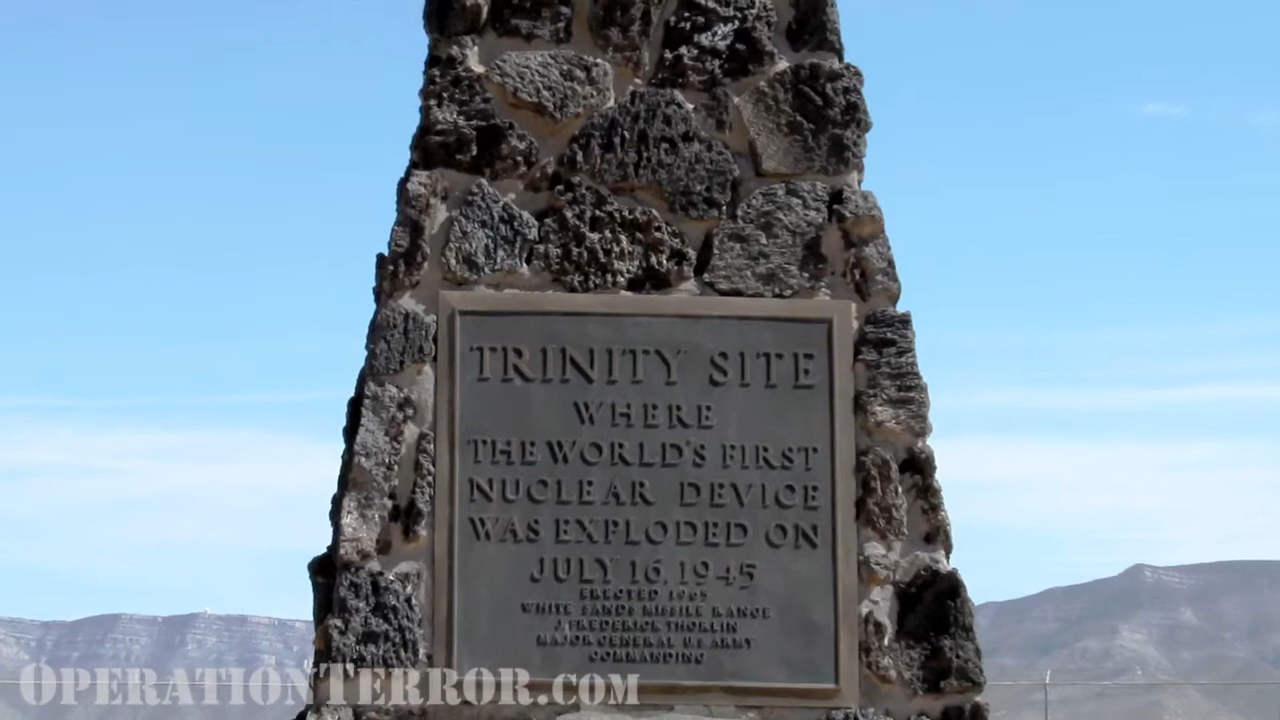 TRINITY SITE
WHERE
THE WORLD'S FIRST
NUCLEAR DEVICE
WAS EXPLODED ON
JULY 16, 1945
ERECTED 1965
WHITE SANDS MISSILE RANGE
J FREDERICK THORLIN
MAJOR GENERAL U.S. ARMY
COMMANDING
OPERATIONTERROR.COM